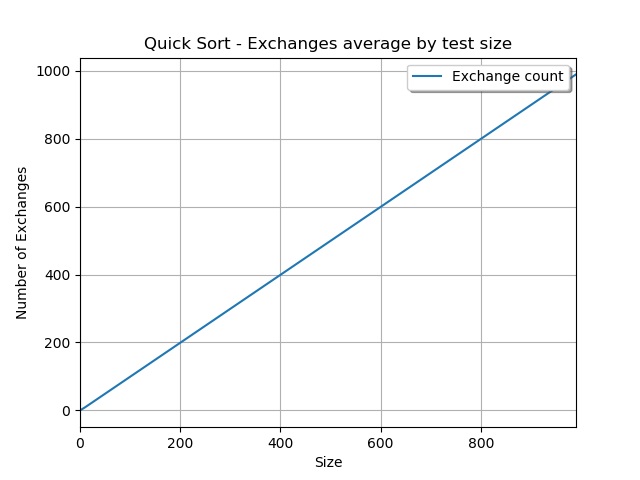 Quick Sort - Exchanges average by test size
Exchange count
Number of Exchanges
1000
800
600
400
200
0
0 200 400 600 800
Size